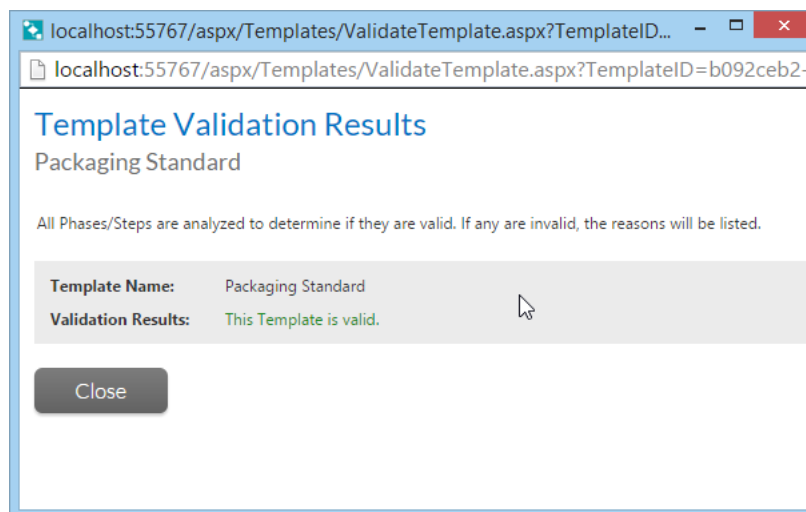 localhost:55767/aspx/Templates/ValidateTemplate.aspx?TemplateID...
localhost:55767/aspx/Templates/ValidateTemplate.aspx?TemplateID=b092ceb2-
Template Validation Results
Packaging Standard
All Phases/Steps are analyzed to determine if they are valid. If any are invalid, the reasons will be listed.
Template Name: Packaging Standard
Validation Results: This Template is valid.
Close